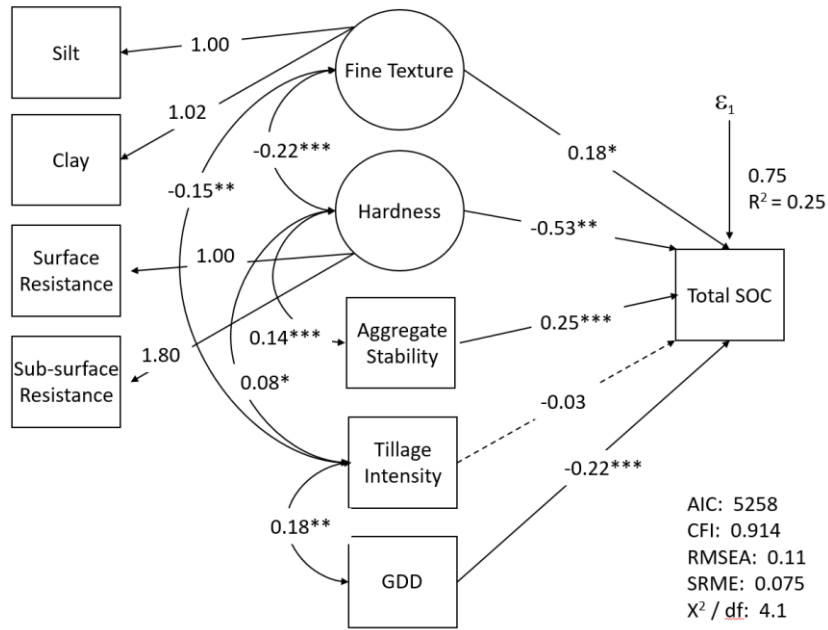 Silt
1.00
Fine Texture
Clay
1.02
-0.22***
-0.15**
0.18*
ε1
0.75
R² = 0.25
Hardness
-0.53**
Surface
Resistance
1.00
Total SOC
Aggregate
Stability
0.14***
0.25***
Sub-surface
Resistance
1.80
0.08*
-0.03
Tillage
Intensity
-0.22***
0.18**
GDD
AIC: 5258
CFI: 0.914
RMSEA: 0.11
SRME: 0.075
X² / df: 4.1